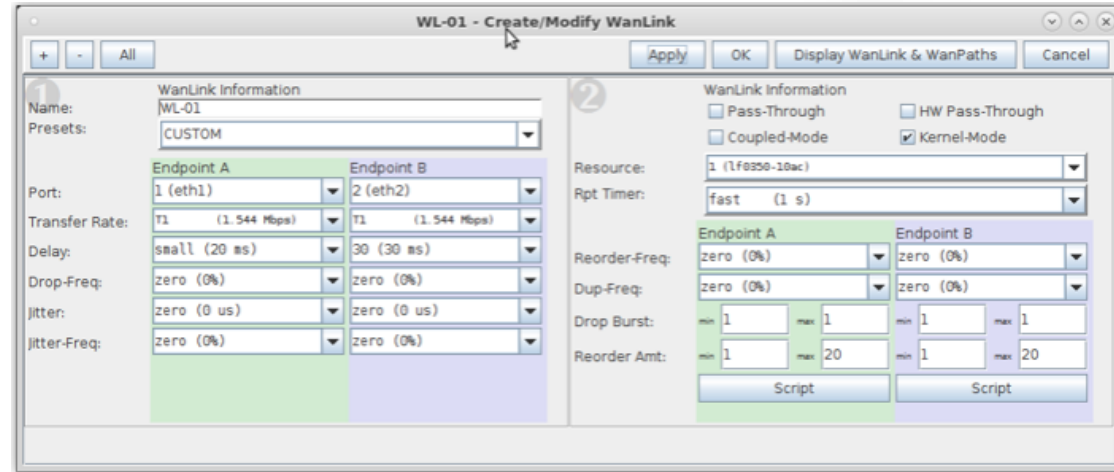 WL-01 - Create/Modify WanLink
+ - All Apply OK Display WanLink & WanPaths Cancel
1
WanLink Information
Name: WL-01
Presets: CUSTOM
Endpoint A Endpoint B
Port: 1 (eth1) 2 (eth2)
Transfer Rate: T1 (1.544 Mbps) T1 (1.544 Mbps)
Delay: small (20 ms) 30 (30 ms)
Drop-Freq: zero (0%) zero (0%)
Jitter: zero (0 us) zero (0 us)
Jitter-Freq: zero (0%) zero (0%)
2
WanLink Information
Pass-Through HW Pass-Through
Coupled-Mode Kernel-Mode
Resource: 1 (lf0350-10ac)
Rpt Timer: fast (1 s)
Endpoint A Endpoint B
Reorder-Freq: zero (0%) zero (0%)
Dup-Freq: zero (0%) zero (0%)
Drop Burst: min 1 max 1 min 1 max 1
Reorder Amt: min 1 max 20 min 1 max 20
Script Script